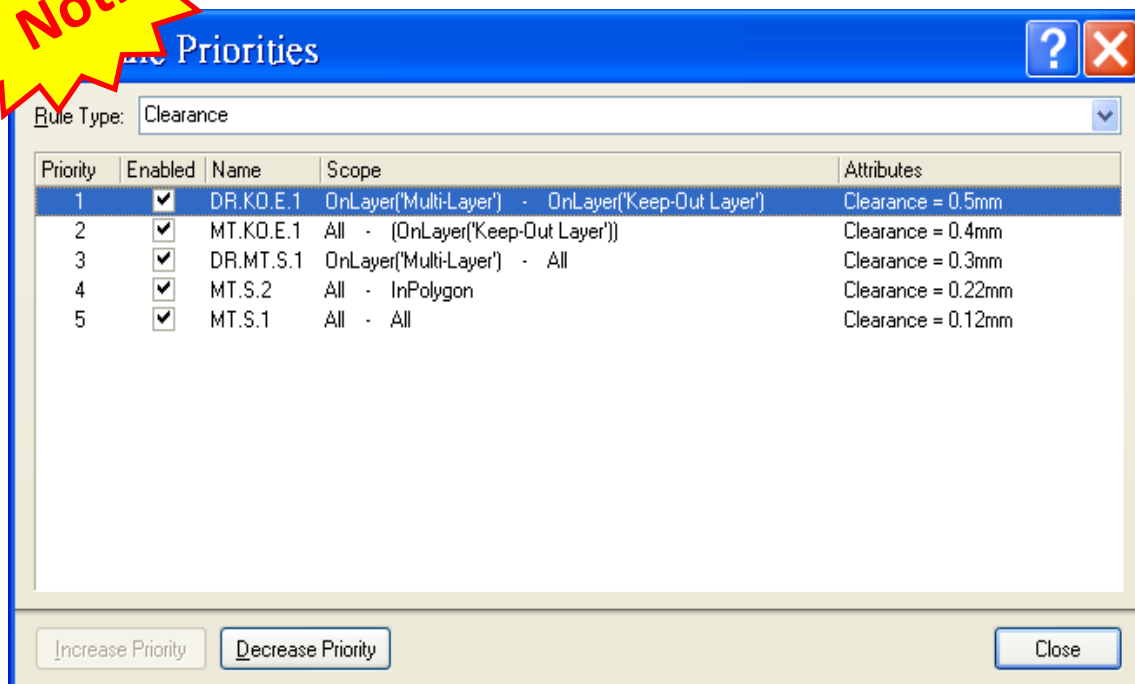 Priorities
Rule Type: Clearance
Priority Enabled Name Scope Attributes
1 DR.KO.E.1 OnLayer('Multi-Layer') - OnLayer('Keep-Out Layer') Clearance = 0.5mm
2 MT.KO.E.1 All - (OnLayer('Keep-Out Layer')) Clearance = 0.4mm
3 DR.MT.S.1 OnLayer('Multi-Layer') - All Clearance = 0.3mm
4 MT.S.2 All - InPolygon Clearance = 0.22mm
5 MT.S.1 All - All Clearance = 0.12mm
Increase Priority Decrease Priority Close